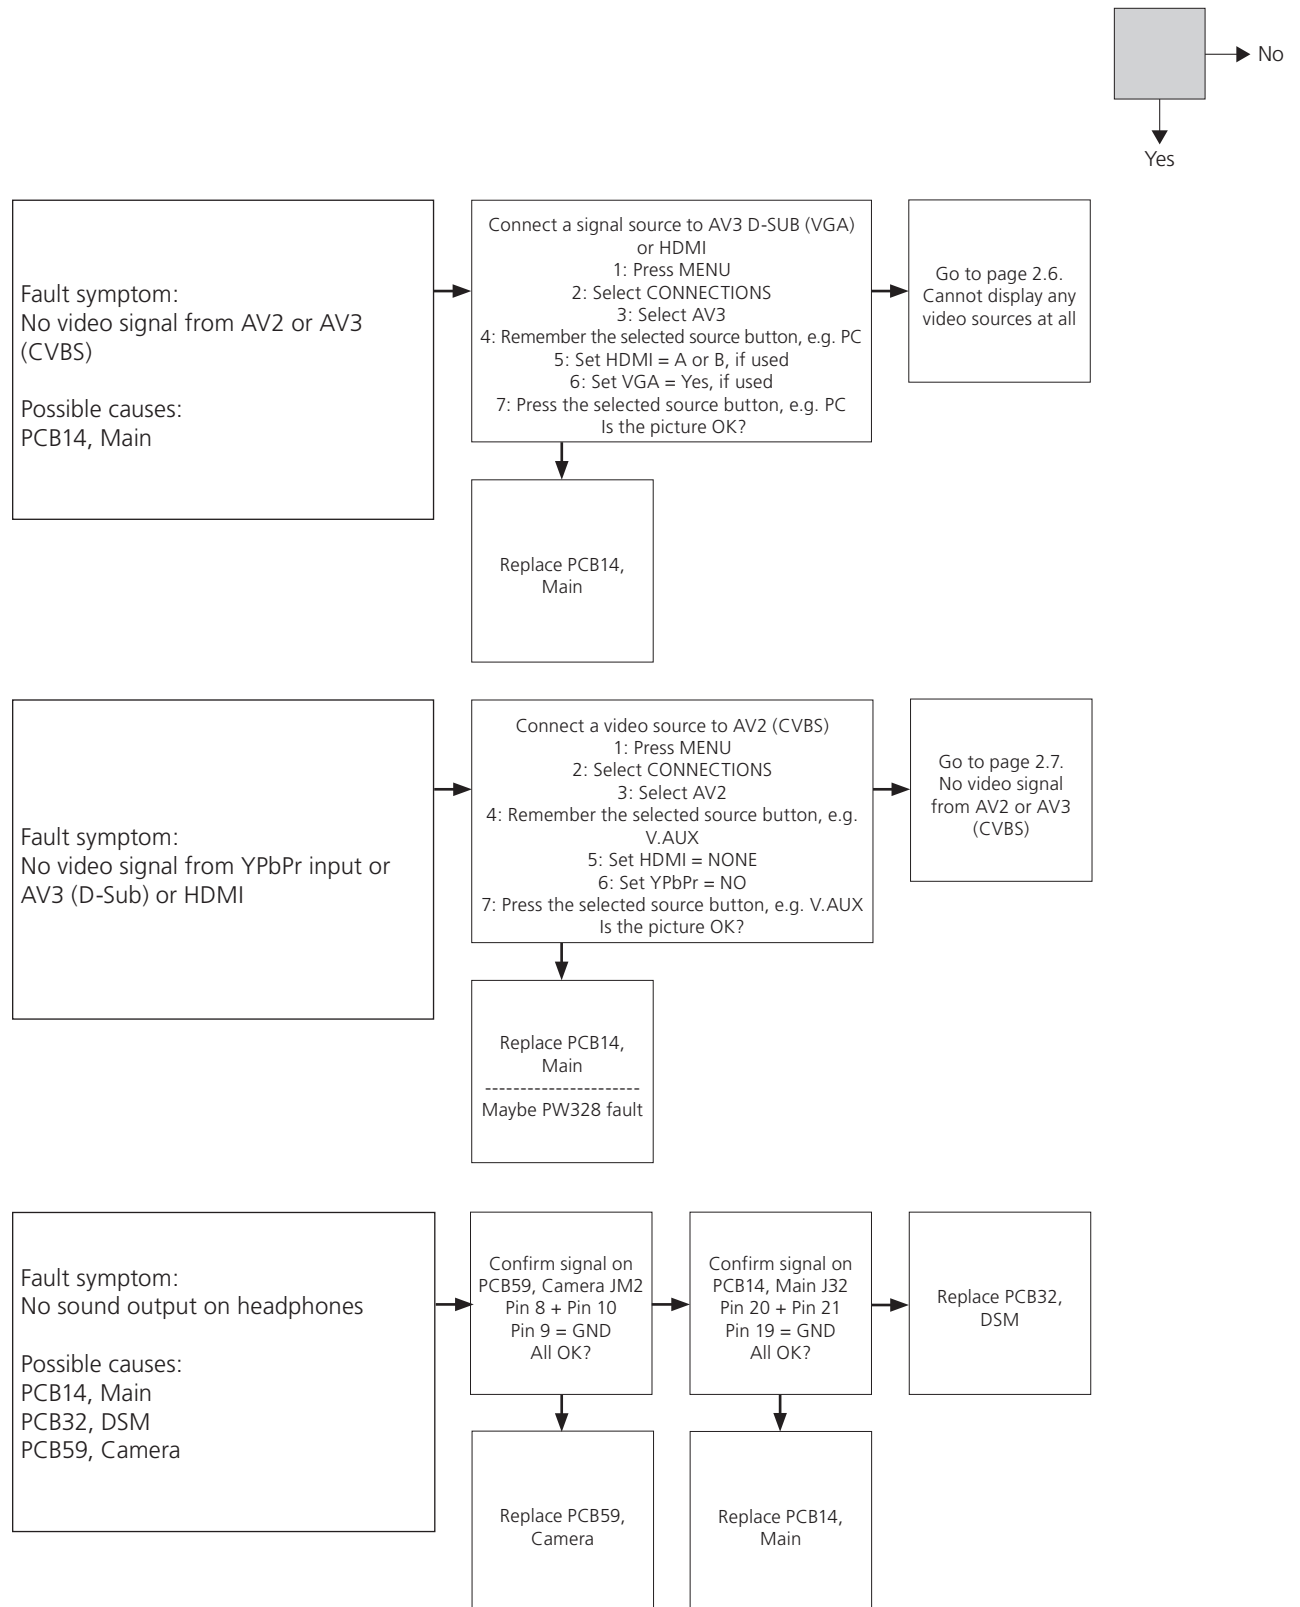 No
Yes
Fault symptom:
No video signal from AV2 or AV3
(CVBS)
Possible causes:
PCB14, Main
Connect a signal source to AV3 D-SUB (VGA)
or HDMI
1: Press MENU
2: Select CONNECTIONS
3: Select AV3
4: Remember the selected source button, e.g. PC
5: Set HDMI = A or B, if used
6: Set VGA = Yes, if used
7: Press the selected source button, e.g. PC
Is the picture OK?
Go to page 2.6.
Cannot display any
video sources at all
Replace PCB14,
Main
Fault symptom:
No video signal from YPbPr input or
AV3 (D-Sub) or HDMI
Connect a video source to AV2 (CVBS)
1: Press MENU
2: Select CONNECTIONS
3: Select AV2
4: Remember the selected source button, e.g.
V.AUX
5: Set HDMI = NONE
6: Set YPbPr = NO
7: Press the selected source button, e.g. V.AUX
Is the picture OK?
Go to page 2.7.
No video signal
from AV2 or AV3
(CVBS)
Replace PCB14,
Main
-----------------------
Maybe PW328 fault
Fault symptom:
No sound output on headphones
Possible causes:
PCB14, Main
PCB32, DSM
PCB59, Camera
Confirm signal on
PCB59, Camera JM2
Pin 8 + Pin 10
Pin 9 = GND
All OK?
Confirm signal on
PCB14, Main J32
Pin 20 + Pin 21
Pin 19 = GND
All OK?
Replace PCB32,
DSM
Replace PCB59,
Camera
Replace PCB14,
Main